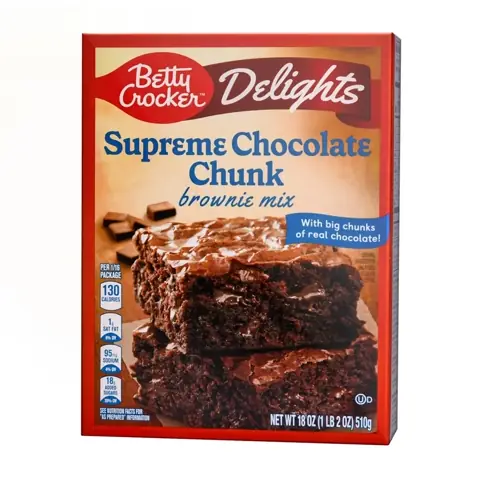 Betty
Crocker™
Delights
Supreme Chocolate
Chunk
brownie mix
With big chunks
of real chocolate!
PER 1/16
PACKAGE
130
CALORIES
1g
SAT FAT
95mg
SODIUM
18g
ADDED
SUGARS
SEE NUTRITION FACTS FOR
"AS PREPARED" INFORMATION
U D
NET WT 18 OZ (1 LB 2 OZ) 510g